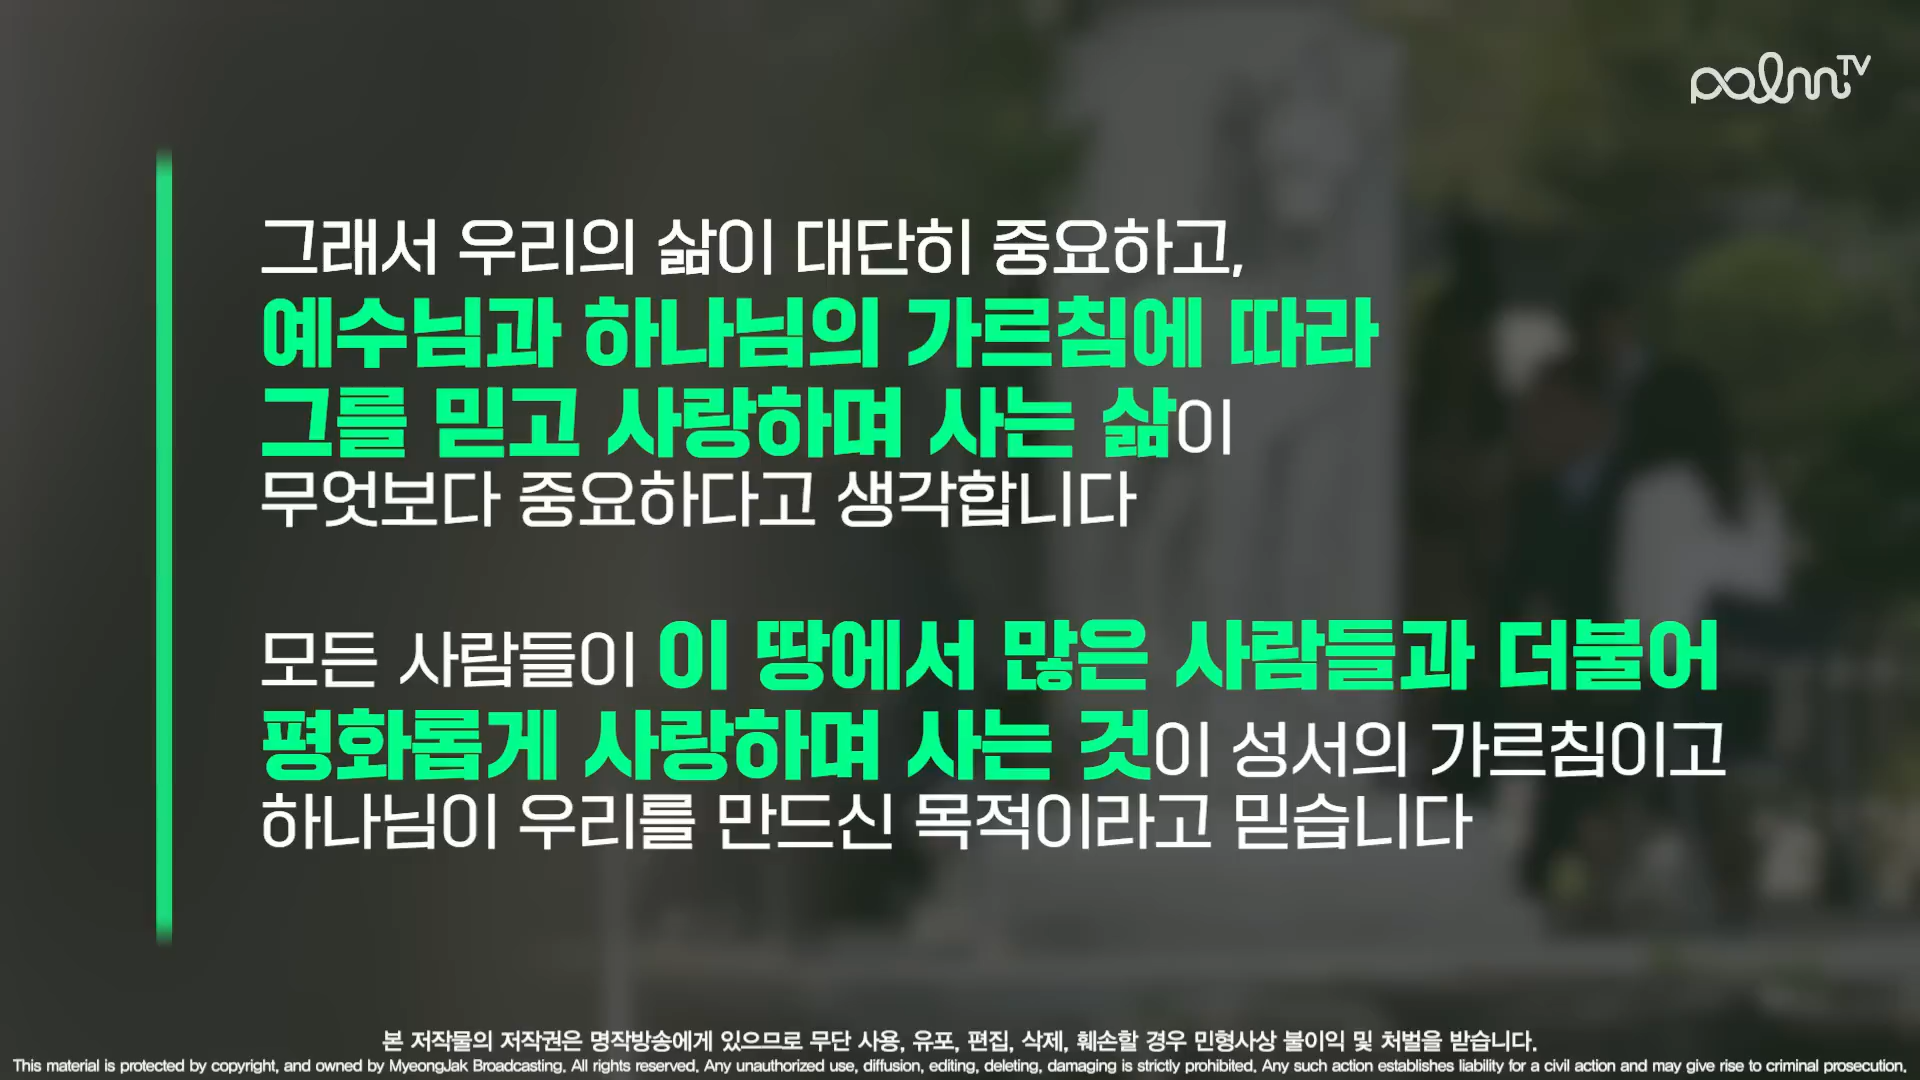 palm TV
그래서 우리의 삶이 대단히 중요하고,
예수님과 하나님의 가르침에 따라
그를 믿고 사랑하며 사는 삶이
무엇보다 중요하다고 생각합니다
모든 사람들이 이 땅에서 많은 사람들과 더불어
평화롭게 사랑하며 사는 것이 성서의 가르침이고
하나님이 우리를 만드신 목적이라고 믿습니다
본 저작물의 저작권은 명작방송에게 있으므로 무단 사용, 유포, 편집, 삭제, 훼손할 경우 민형사상 불이익 및 처벌을 받습니다.
This material is protected by copyright, and owned by MyeongJak Broadcasting. All rights reserved. Any unauthorized use, diffusion, editing, deleting, damaging is strictly prohibited. Any such action establishes liability for a civil action and may give rise to criminal prosecution.